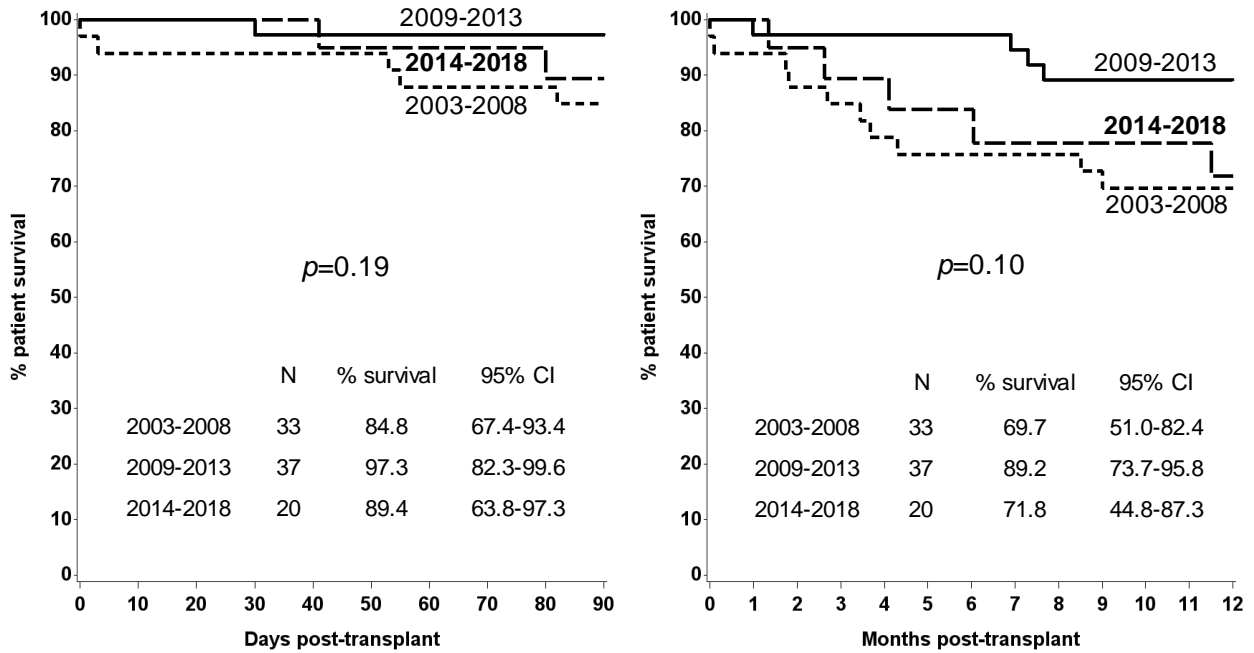 100
90
80
70
60
50
40
30
20
10
0
% patient survival
2009-2013
2014-2018
2003-2008
p=0.19
N % survival 95% CI
2003-2008 33 84.8 67.4-93.4
2009-2013 37 97.3 82.3-99.6
2014-2018 20 89.4 63.8-97.3
0 10 20 30 40 50 60 70 80 90
Days post-transplant
100
90
80
70
60
50
40
30
20
10
0
% patient survival
2009-2013
2014-2018
2003-2008
p=0.10
N % survival 95% CI
2003-2008 33 69.7 51.0-82.4
2009-2013 37 89.2 73.7-95.8
2014-2018 20 71.8 44.8-87.3
0 1 2 3 4 5 6 7 8 9 10 11 12
Months post-transplant